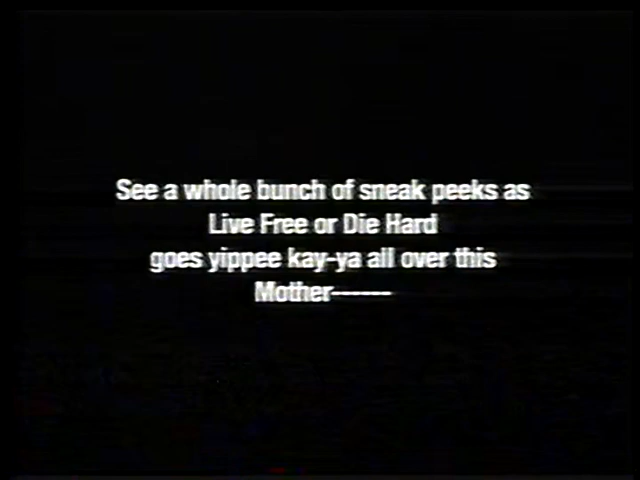 See a whole bunch of sneak peeks as
Live Free or Die Hard
goes yippee kay-ya all over this
Mother------